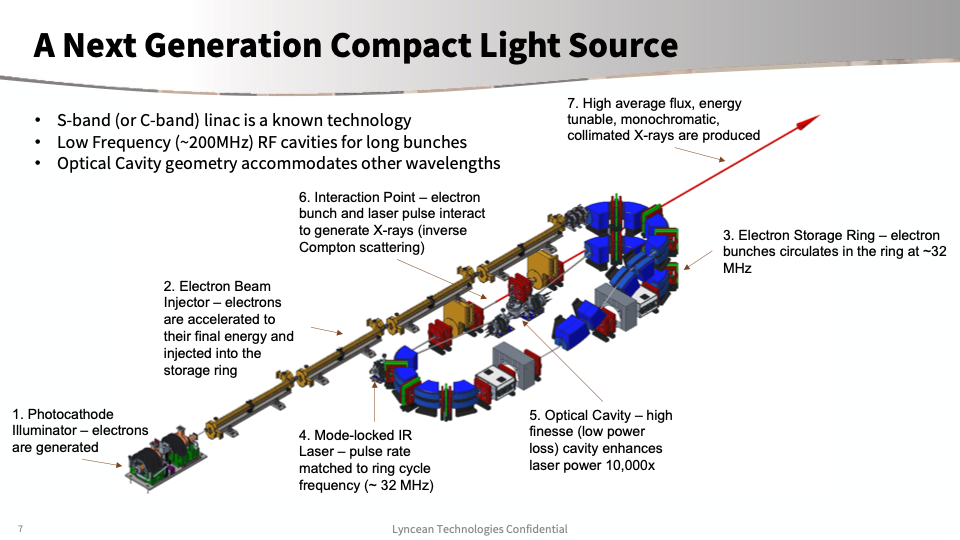 A Next Generation Compact Light Source
• S-band (or C-band) linac is a known technology
• Low Frequency (~200MHz) RF cavities for long bunches
• Optical Cavity geometry accommodates other wavelengths
7. High average flux, energy
tunable, monochromatic,
collimated X-rays are produced
6. Interaction Point – electron
bunch and laser pulse interact
to generate X-rays (inverse
Compton scattering)
3. Electron Storage Ring – electron
bunches circulates in the ring at ~32
MHz
2. Electron Beam
Injector – electrons
are accelerated to
their final energy and
injected into the
storage ring
1. Photocathode
Illuminator – electrons
are generated
4. Mode-locked IR
Laser – pulse rate
matched to ring cycle
frequency (~ 32 MHz)
5. Optical Cavity – high
finesse (low power
loss) cavity enhances
laser power 10,000x
7
Lyncean Technologies Confidential